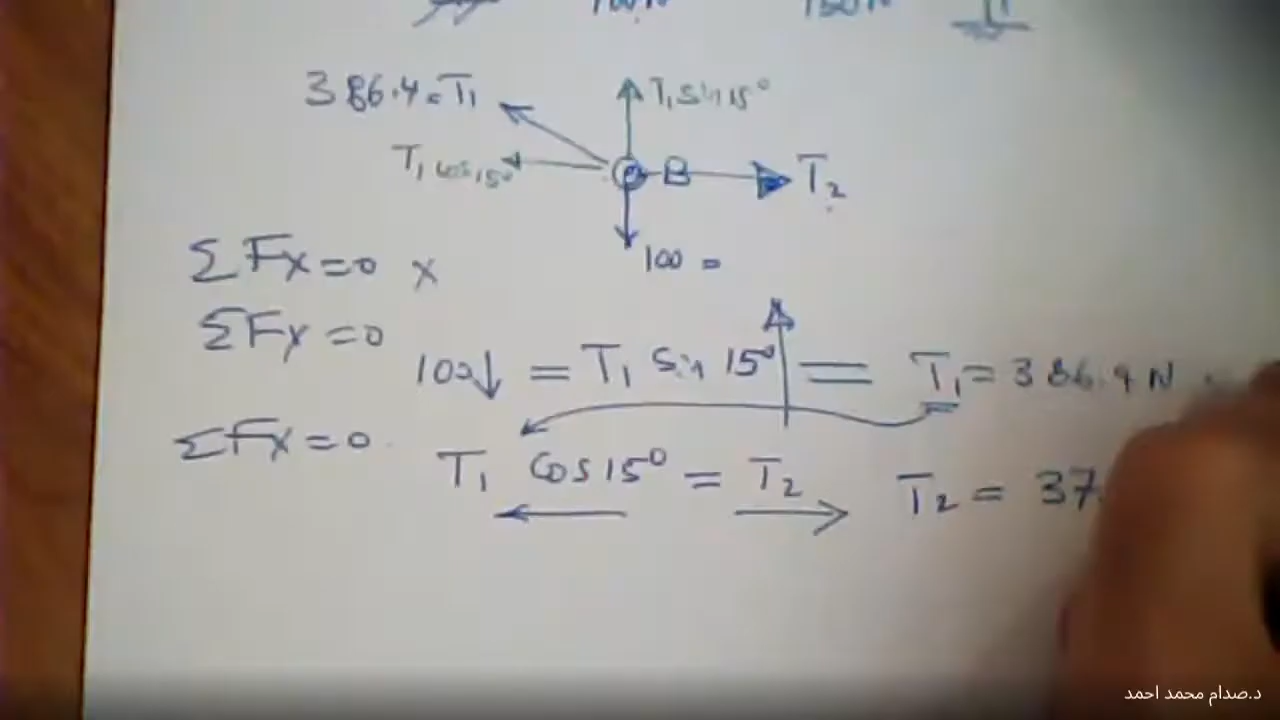 386.4 = T₁
T₁ sin 15°
T₁ cos 15°
B
T₂
100 =
ΣFx = 0 x
ΣFy = 0
100↓ = T₁ sin 15° = T₁ = 386.4 N
ΣFx = 0
T₁ cos 15° = T₂
T₂ = 37
د.صدام محمد احمد